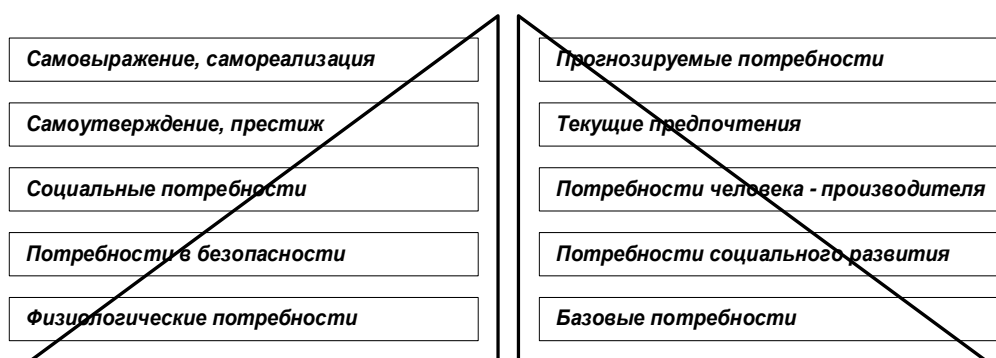 Самовыражение, самореализация
Самоутверждение, престиж
Социальные потребности
Потребности в безопасности
Физиологические потребности
Прогнозируемые потребности
Текущие предпочтения
Потребности человека - производителя
Потребности социального развития
Базовые потребности